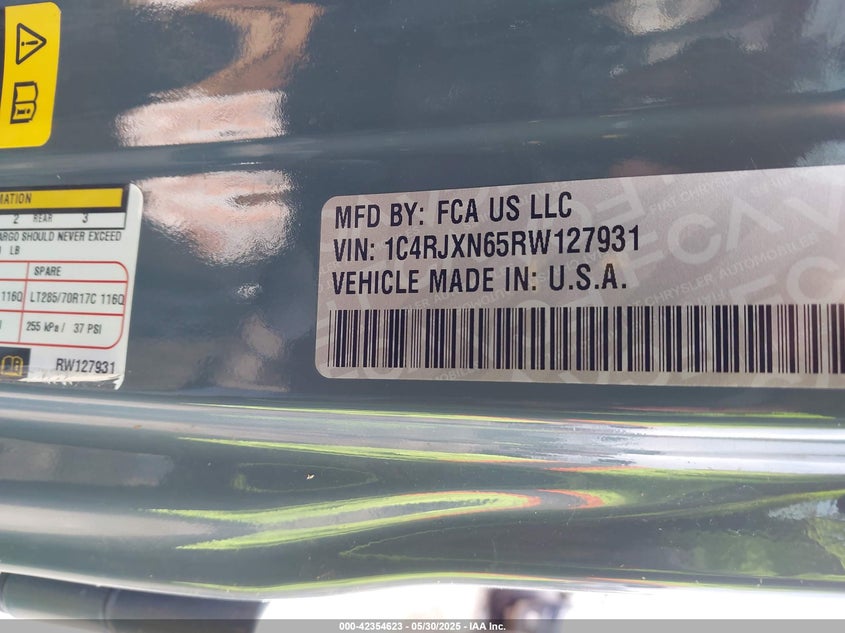 MATION
2 REAR 3
ARGO SHOULD NEVER EXCEED
LB
SPARE
116Q LT285/70R17C 116Q
255 kPa / 37 PSI
RW127931
MFD BY: FCA US LLC
VIN: 1C4RJXN65RW127931
VEHICLE MADE IN: U.S.A.
000-42354623 - 05/30/2025 - IAA Inc.